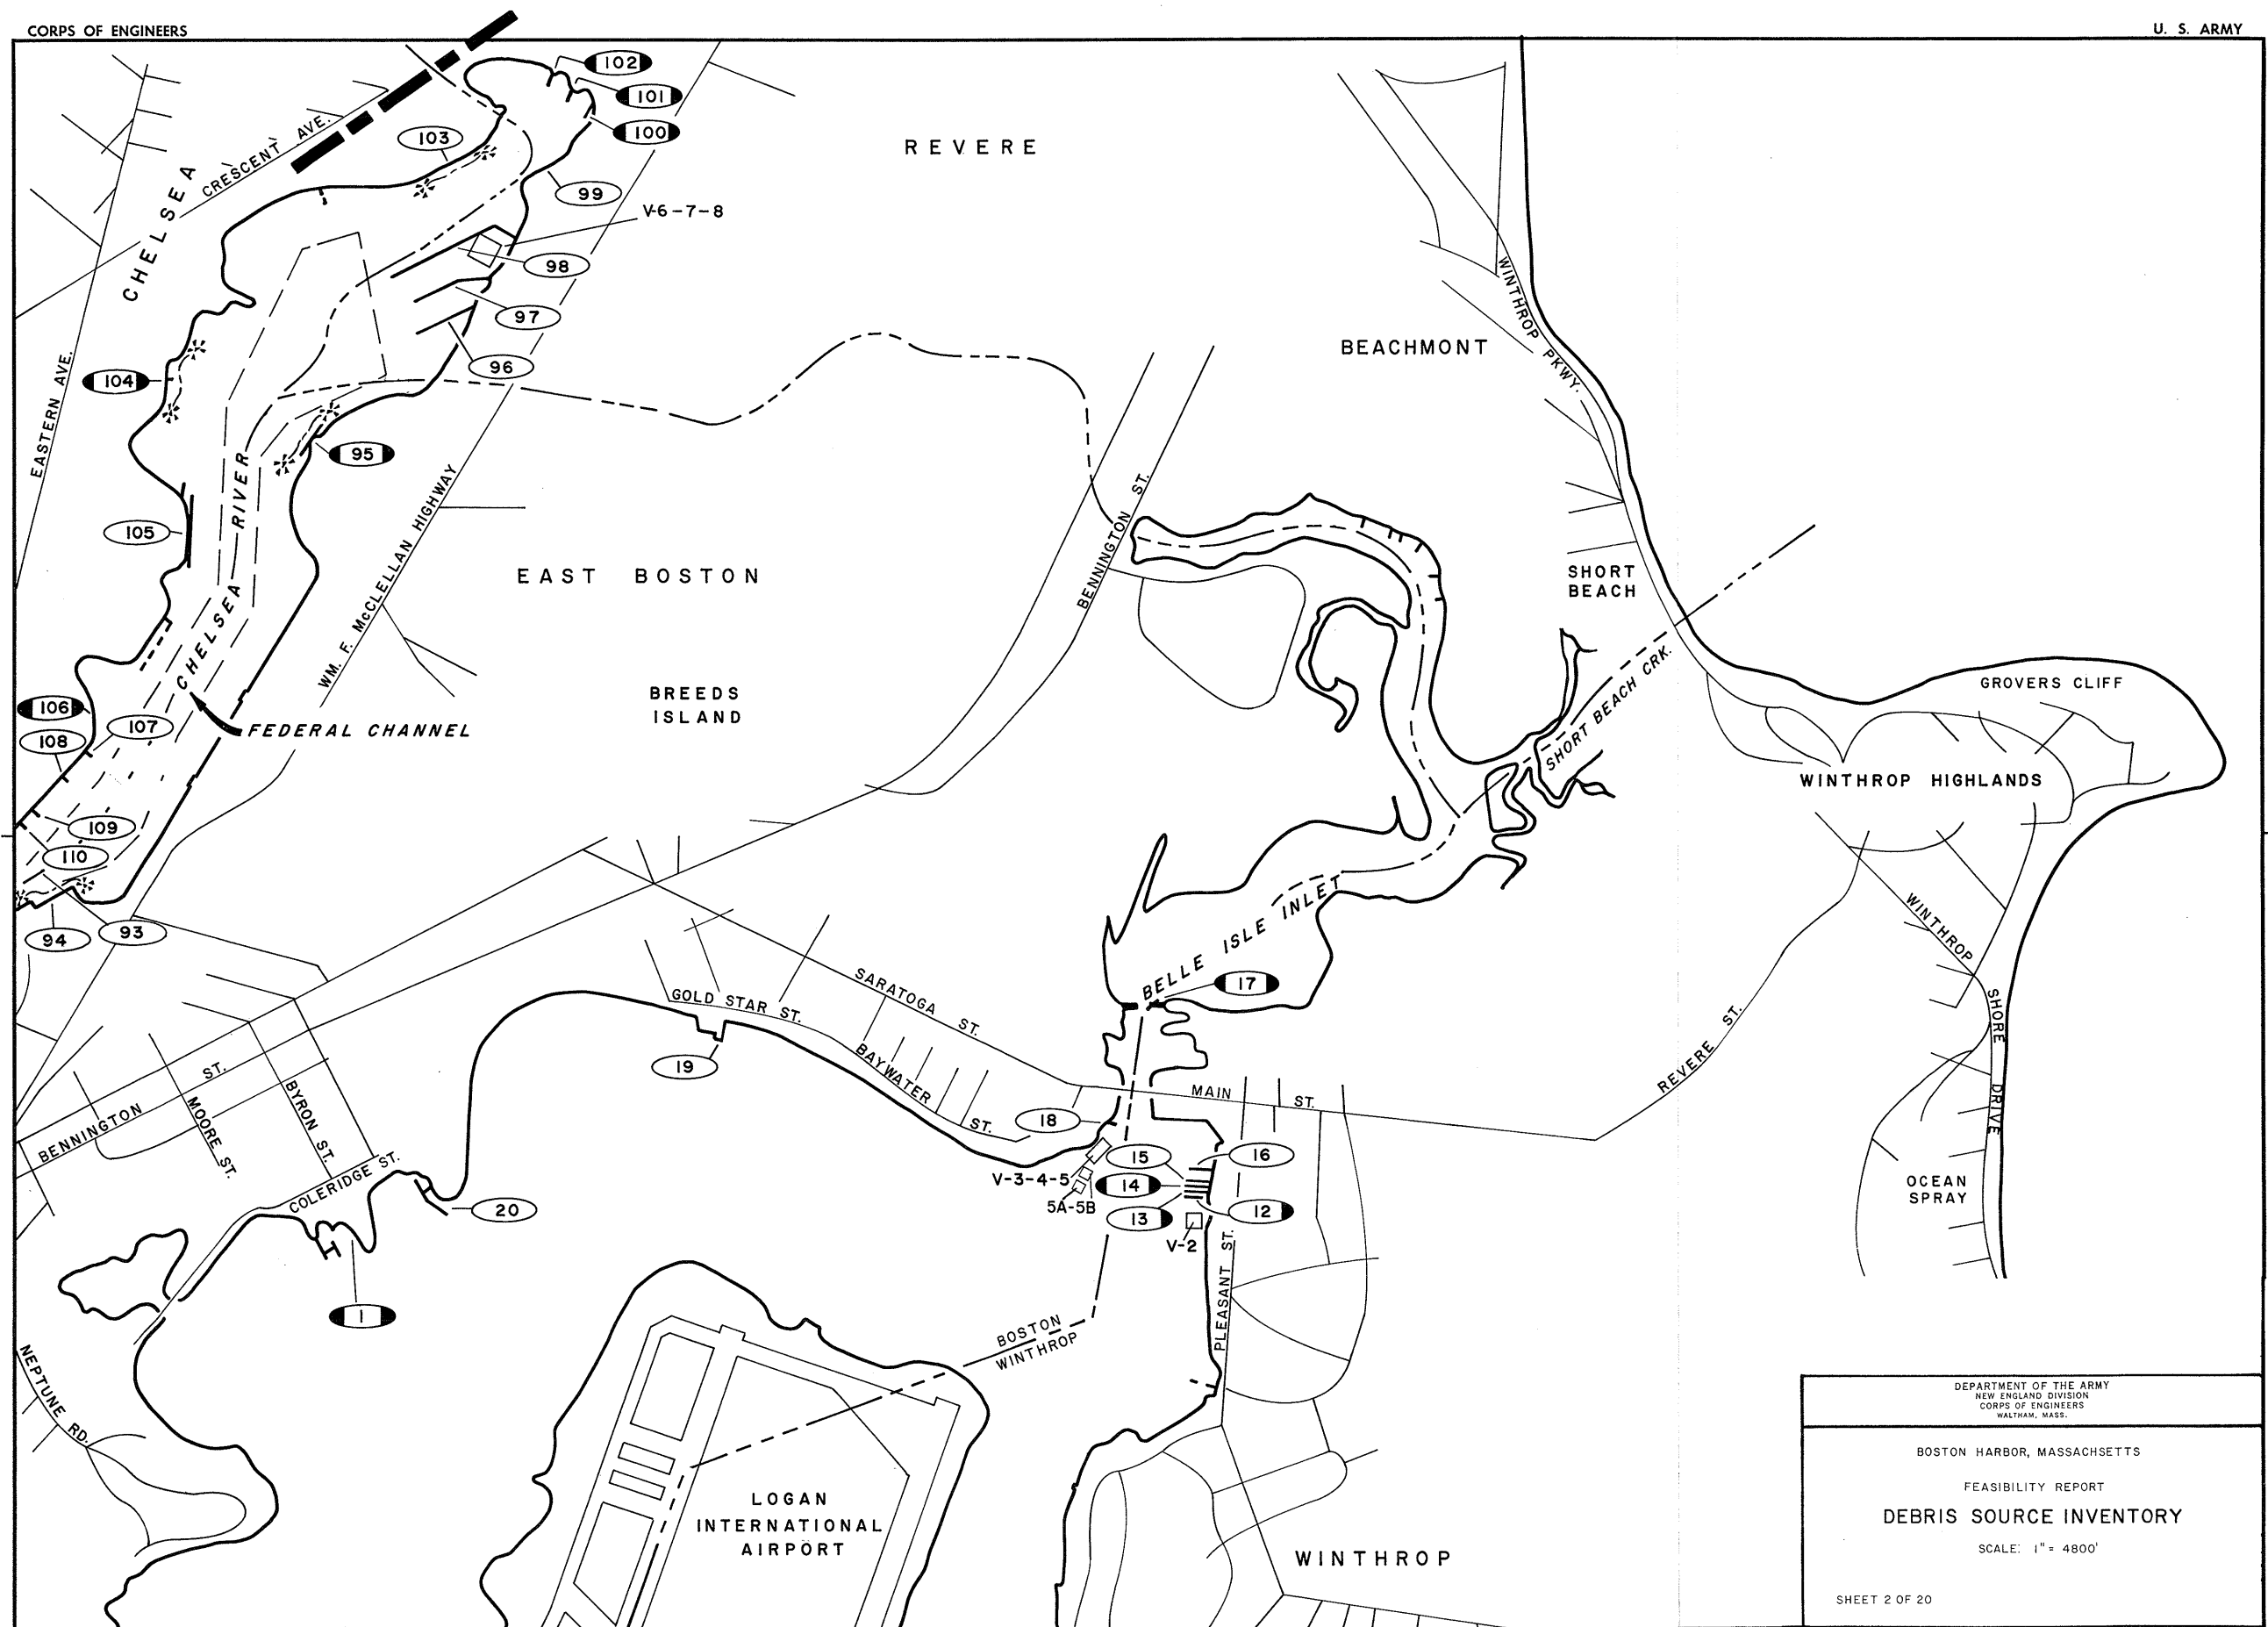 CORPS OF ENGINEERS
U. S. ARMY
102
101
100
103
CRESCENT AVE.
CHELSEA
REVERE
99
V-6-7-8
98
97
96
WINTHROP PKWY.
BEACHMONT
104
EASTERN AVE.
95
105
CHELSEA RIVER
WM. F. McCLELLAN HIGHWAY
BENNINGTON ST.
EAST BOSTON
SHORT
BEACH
SHORT BEACH CRK.
BREEDS
ISLAND
GROVERS CLIFF
106
107
108
FEDERAL CHANNEL
WINTHROP HIGHLANDS
109
110
94
93
BELLE ISLE INLET
WINTHROP
SHORE
DRIVE
17
SARATOGA ST.
GOLD STAR ST.
19
BAYWATER ST.
REVERE ST.
MAIN ST.
18
BENNINGTON ST.
MOORE ST.
BYRON ST.
COLERIDGE ST.
15
16
V-3-4-5
14
5A-5B
13
12
V-2
OCEAN
SPRAY
20
PLEASANT ST.
1
BOSTON
WINTHROP
NEPTUNE RD.
LOGAN
INTERNATIONAL
AIRPORT
WINTHROP
DEPARTMENT OF THE ARMY
NEW ENGLAND DIVISION
CORPS OF ENGINEERS
WALTHAM, MASS.
BOSTON HARBOR, MASSACHSETTS
FEASIBILITY REPORT
DEBRIS SOURCE INVENTORY
SCALE: 1" = 4800'
SHEET 2 OF 20